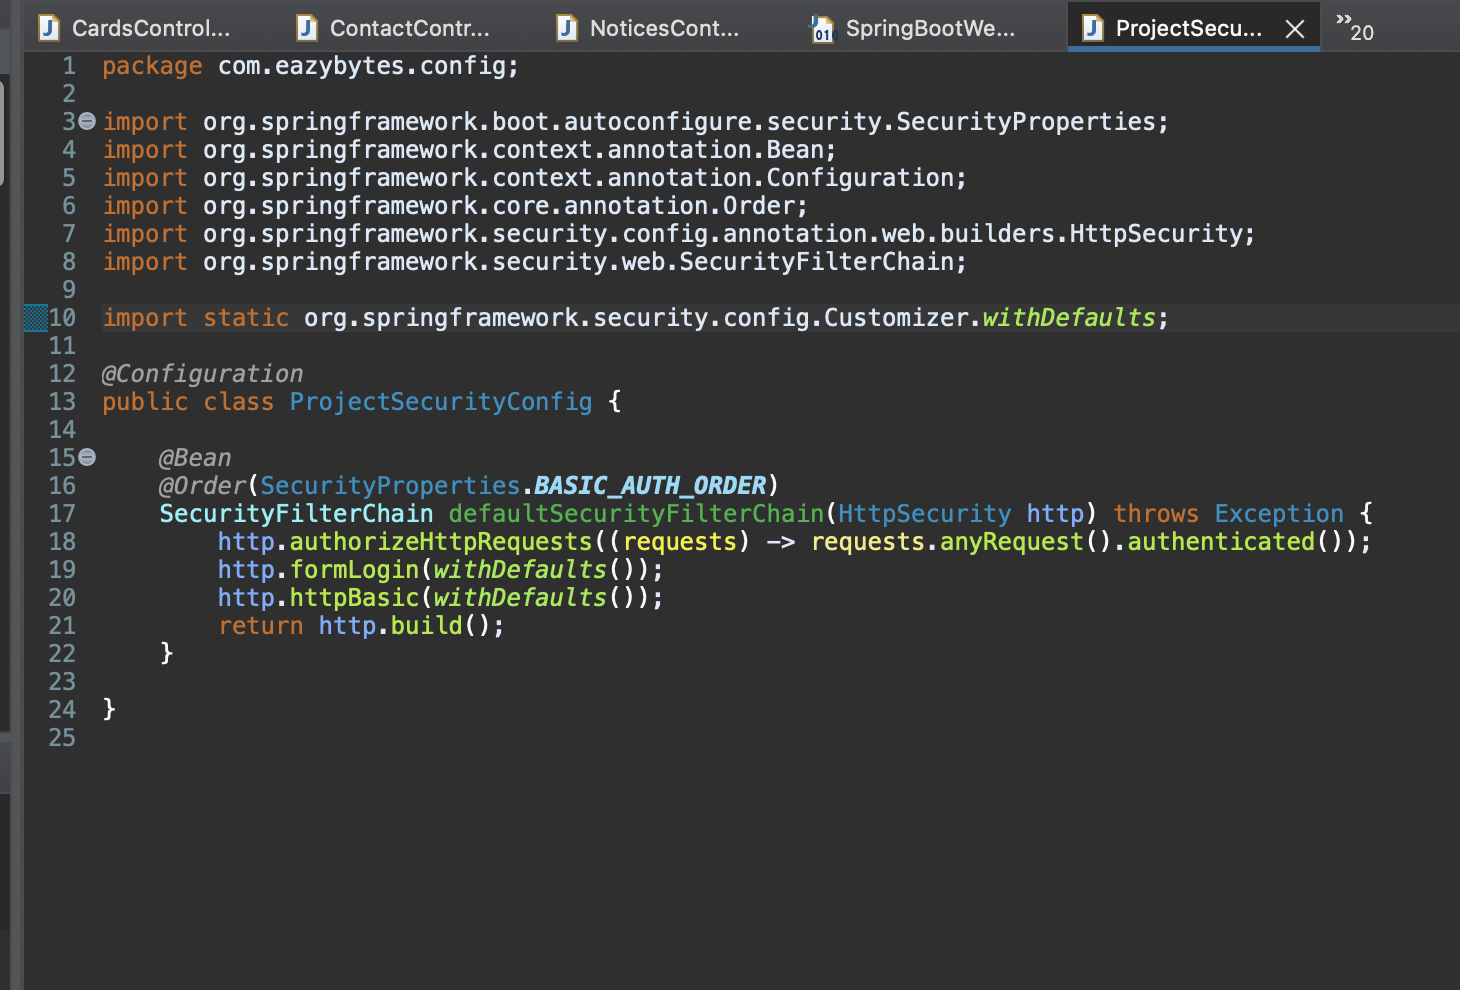 CardsControl... ContactContr... NoticesCont... SpringBootWe... ProjectSecu... »20
1 package com.eazybytes.config;
2
3 import org.springframework.boot.autoconfigure.security.SecurityProperties;
4 import org.springframework.context.annotation.Bean;
5 import org.springframework.context.annotation.Configuration;
6 import org.springframework.core.annotation.Order;
7 import org.springframework.security.config.annotation.web.builders.HttpSecurity;
8 import org.springframework.security.web.SecurityFilterChain;
9
10 import static org.springframework.security.config.Customizer.withDefaults;
11
12 @Configuration
13 public class ProjectSecurityConfig {
14
15     @Bean
16     @Order(SecurityProperties.BASIC_AUTH_ORDER)
17     SecurityFilterChain defaultSecurityFilterChain(HttpSecurity http) throws Exception {
18         http.authorizeHttpRequests((requests) -> requests.anyRequest().authenticated());
19         http.formLogin(withDefaults());
20         http.httpBasic(withDefaults());
21         return http.build();
22     }
23
24 }
25